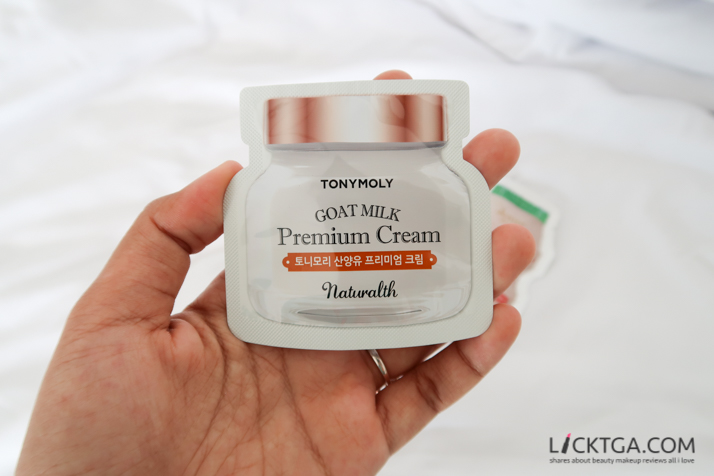 TONYMOLY
GOAT MILK
Premium Cream
토니모리 산양유 프리미엄 크림
Naturalth
LICKTGA.COM
shares about beauty makeup reviews all i love